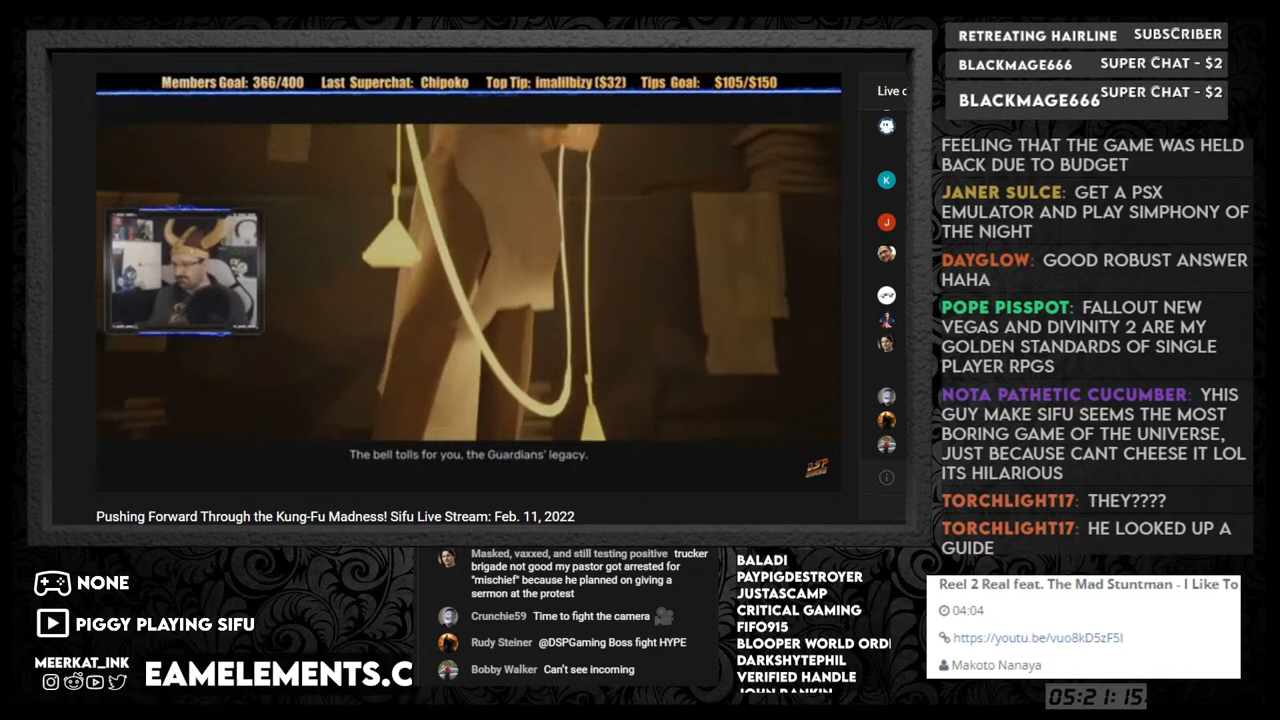 Members Goal: 366/400 Last Superchat: Chipoko Top Tip: imalilbizy ($32) Tips Goal: $105/$150
Live c
K
J
The bell tolls for you, the Guardians' legacy.
DSP
Pushing Forward Through the Kung-Fu Madness! Sifu Live Stream: Feb. 11, 2022
RETREATING HAIRLINE SUBSCRIBER
BLACKMAGE666 SUPER CHAT - $2
BLACKMAGE666 SUPER CHAT - $2
FEELING THAT THE GAME WAS HELD
BACK DUE TO BUDGET
JANER SULCE: GET A PSX
EMULATOR AND PLAY SIMPHONY OF
THE NIGHT
DAYGLOW: GOOD ROBUST ANSWER
HAHA
POPE PISSPOT: FALLOUT NEW
VEGAS AND DIVINITY 2 ARE MY
GOLDEN STANDARDS OF SINGLE
PLAYER RPGS
NOTA PATHETIC CUCUMBER: YHIS
GUY MAKE SIFU SEEMS THE MOST
BORING GAME OF THE UNIVERSE,
JUST BECAUSE CANT CHEESE IT LOL
ITS HILARIOUS
TORCHLIGHT17: THEY????
TORCHLIGHT17: HE LOOKED UP A
GUIDE
NONE
PIGGY PLAYING SIFU
MEERKAT_INK
EAMELEMENTS.C
Masked, vaxxed, and still testing positive trucker
brigade not good my pastor got arrested for
"mischief" because he planned on giving a
sermon at the protest
Crunchie59 Time to fight the camera
Rudy Steiner @DSPGaming Boss fight HYPE
Bobby Walker Can't see incoming
BALADI
PAYPIGDESTROYER
JUSTASCAMP
CRITICAL GAMING
FIFO915
BLOOPER WORLD ORD
DARKSHYTEPHIL
VERIFIED HANDLE
JOHN RANKIN
Reel 2 Real feat. The Mad Stuntman - I Like To
04:04
https://youtu.be/vuo8kD5zF5I
Makoto Nanaya
05:21:15